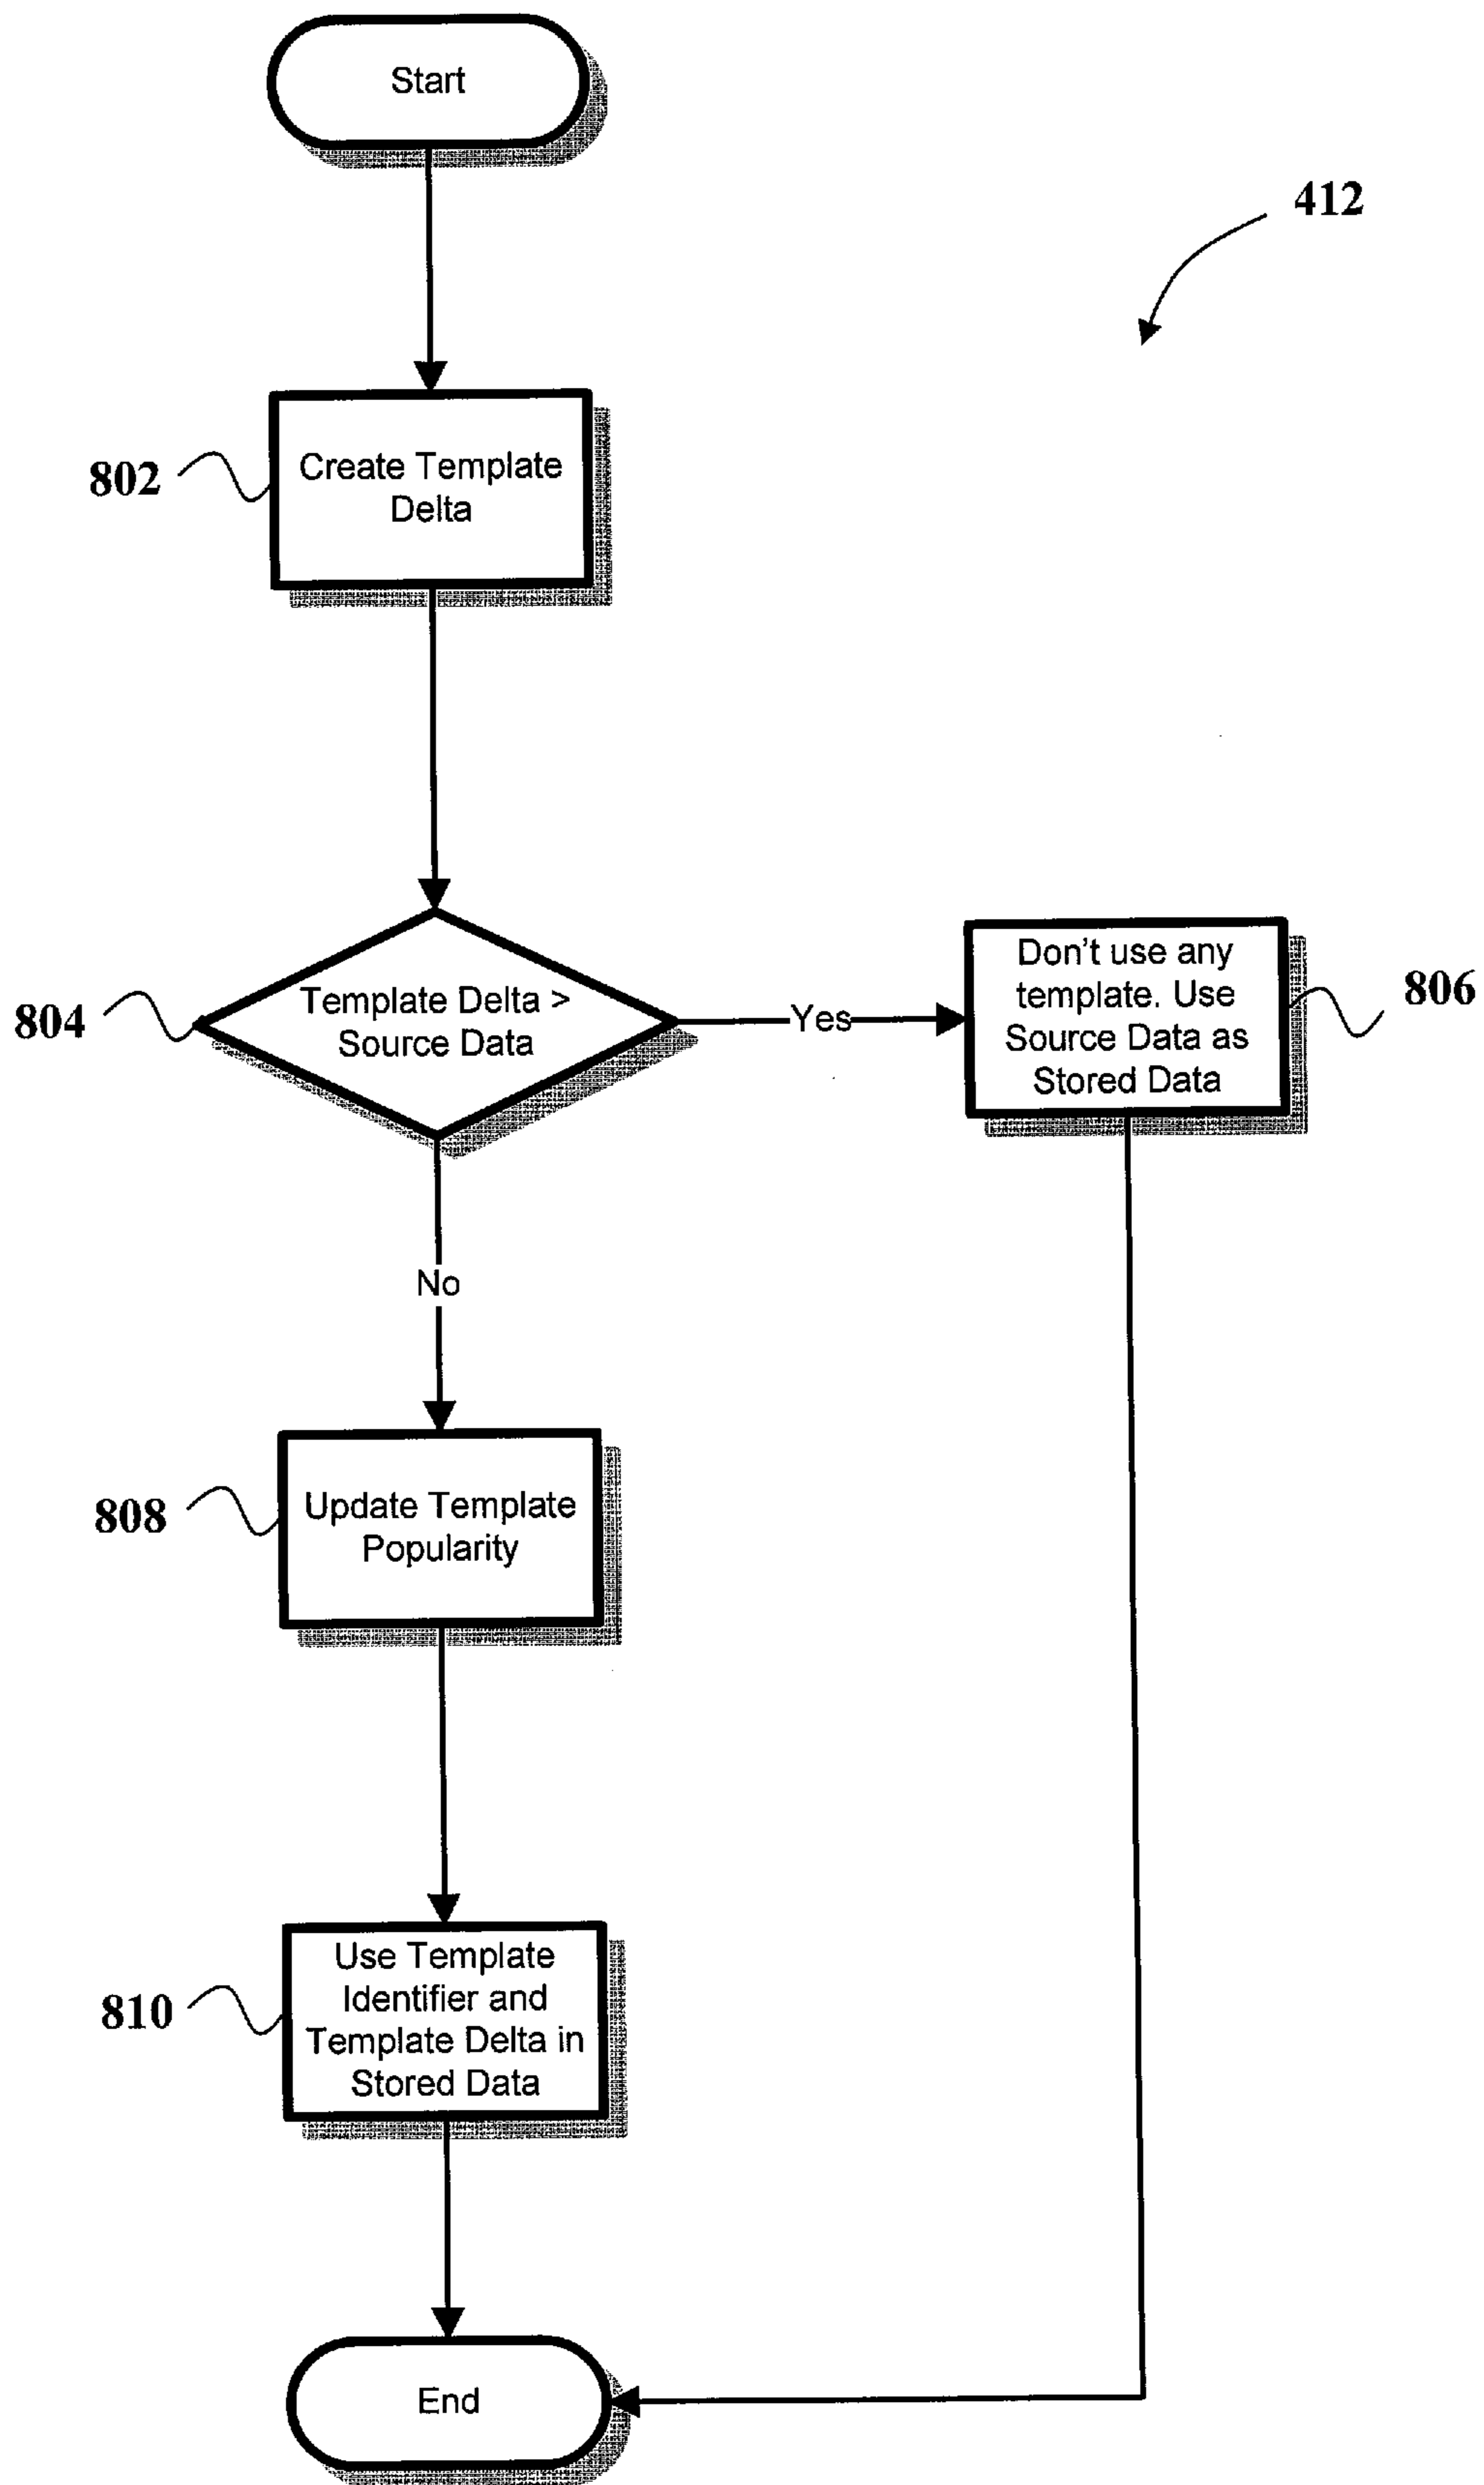 Start
412
802
Create Template
Delta
804
Template Delta >
Source Data
Yes
Don't use any
template. Use
Source Data as
Stored Data
806
No
808
Update Template
Popularity
810
Use Template
Identifier and
Template Delta in
Stored Data
End